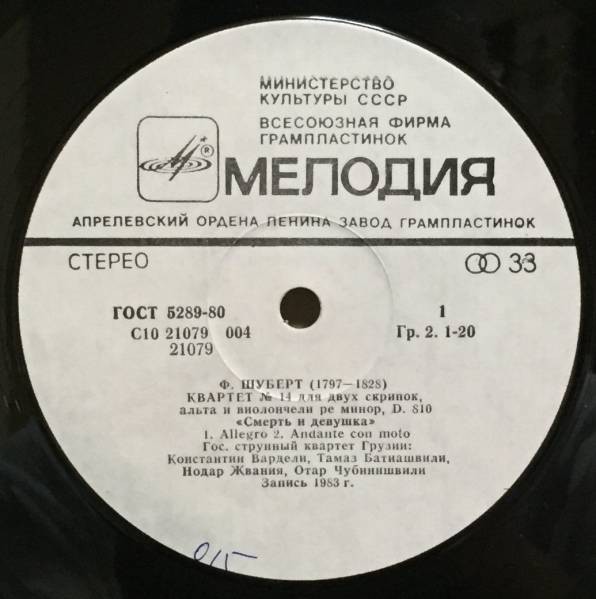 МИНИСТЕРСТВО
КУЛЬТУРЫ СССР
ВСЕСОЮЗНАЯ ФИРМА
ГРАМПЛАСТИНОК
®
МЕЛОДИЯ
АПРЕЛЕВСКИЙ ОРДЕНА ЛЕНИНА ЗАВОД ГРАМПЛАСТИНОК
СТЕРЕО 33
ГОСТ 5289-80 1
С10 21079 004 Гр. 2. 1-20
21079
Ф. ШУБЕРТ (1797—1828)
КВАРТЕТ № 14 для двух скрипок,
альта и виолончели ре минор, D. 810
«Смерть и девушка»
1. Allegro 2. Andante con moto
Гос. струнный квартет Грузии:
Константин Вардели, Тамаз Батиашвили,
Нодар Жвания, Отар Чубинишвили
Запись 1983 г.